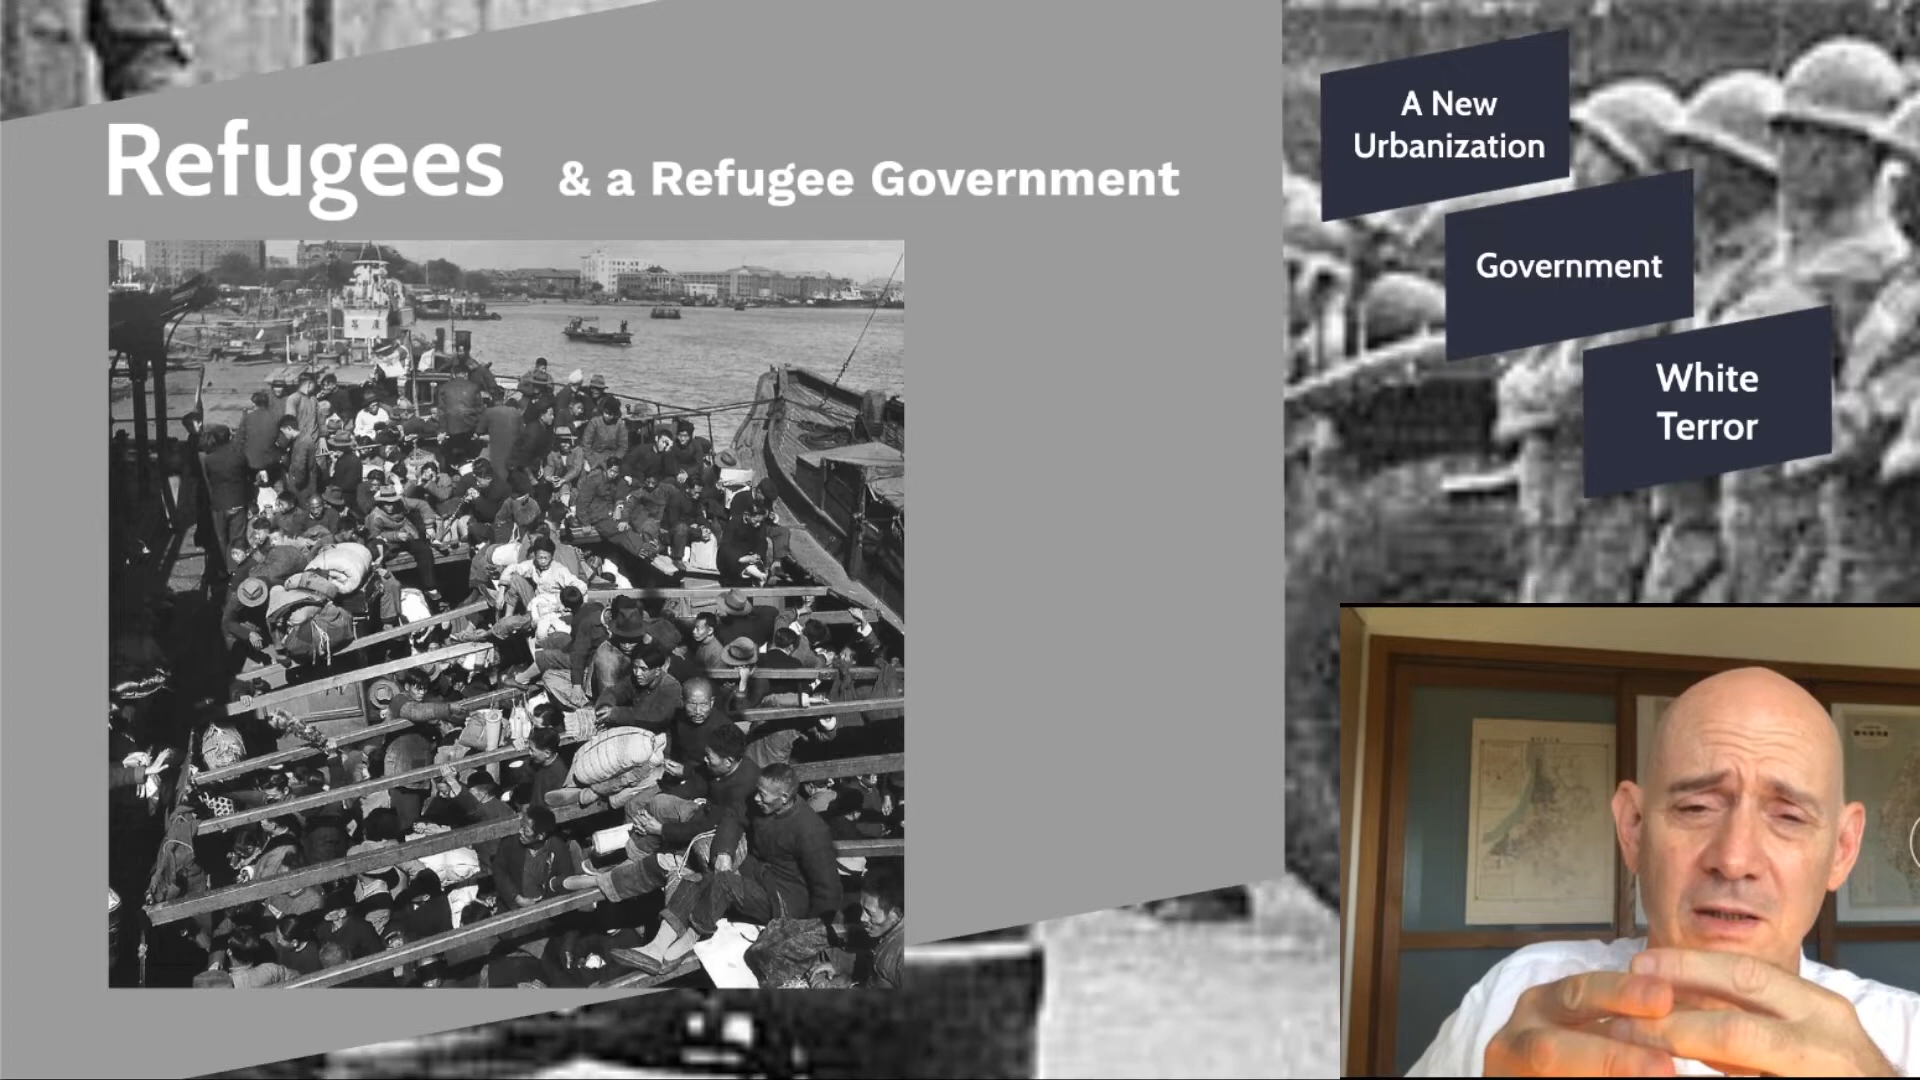 Refugees & a Refugee Government
A New
Urbanization
Government
White
Terror